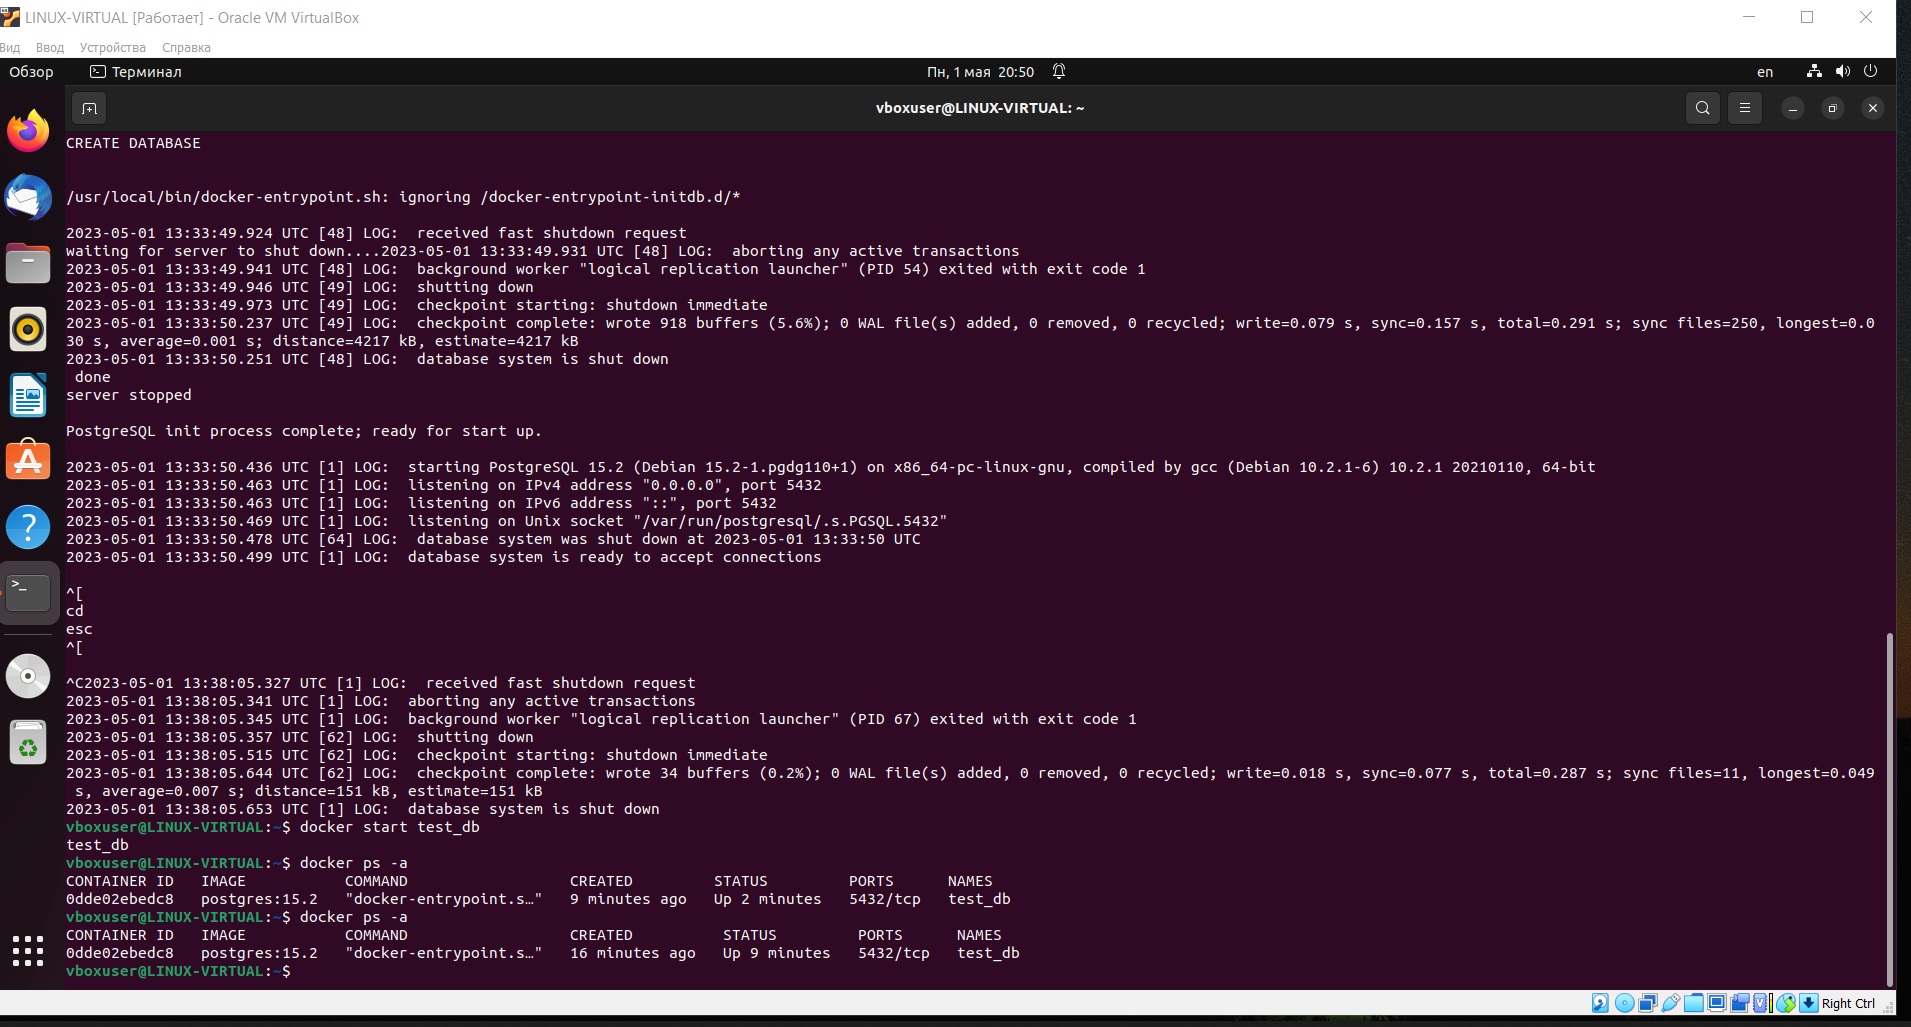 LINUX-VIRTUAL [Работает] - Oracle VM VirtualBox
Вид Ввод Устройства Справка
Обзор Терминал Пн, 1 мая 20:50 en
vboxuser@LINUX-VIRTUAL: ~
CREATE DATABASE
/usr/local/bin/docker-entrypoint.sh: ignoring /docker-entrypoint-initdb.d/*
2023-05-01 13:33:49.924 UTC [48] LOG:  received fast shutdown request
waiting for server to shut down....2023-05-01 13:33:49.931 UTC [48] LOG:  aborting any active transactions
2023-05-01 13:33:49.941 UTC [48] LOG:  background worker "logical replication launcher" (PID 54) exited with exit code 1
2023-05-01 13:33:49.946 UTC [49] LOG:  shutting down
2023-05-01 13:33:49.973 UTC [49] LOG:  checkpoint starting: shutdown immediate
2023-05-01 13:33:50.237 UTC [49] LOG:  checkpoint complete: wrote 918 buffers (5.6%); 0 WAL file(s) added, 0 removed, 0 recycled; write=0.079 s, sync=0.157 s, total=0.291 s; sync files=250, longest=0.0
30 s, average=0.001 s; distance=4217 kB, estimate=4217 kB
2023-05-01 13:33:50.251 UTC [48] LOG:  database system is shut down
 done
server stopped
PostgreSQL init process complete; ready for start up.
2023-05-01 13:33:50.436 UTC [1] LOG:  starting PostgreSQL 15.2 (Debian 15.2-1.pgdg110+1) on x86_64-pc-linux-gnu, compiled by gcc (Debian 10.2.1-6) 10.2.1 20210110, 64-bit
2023-05-01 13:33:50.463 UTC [1] LOG:  listening on IPv4 address "0.0.0.0", port 5432
2023-05-01 13:33:50.463 UTC [1] LOG:  listening on IPv6 address "::", port 5432
2023-05-01 13:33:50.469 UTC [1] LOG:  listening on Unix socket "/var/run/postgresql/.s.PGSQL.5432"
2023-05-01 13:33:50.478 UTC [64] LOG:  database system was shut down at 2023-05-01 13:33:50 UTC
2023-05-01 13:33:50.499 UTC [1] LOG:  database system is ready to accept connections
^[
cd
esc
^[
^C2023-05-01 13:38:05.327 UTC [1] LOG:  received fast shutdown request
2023-05-01 13:38:05.341 UTC [1] LOG:  aborting any active transactions
2023-05-01 13:38:05.345 UTC [1] LOG:  background worker "logical replication launcher" (PID 67) exited with exit code 1
2023-05-01 13:38:05.357 UTC [62] LOG:  shutting down
2023-05-01 13:38:05.515 UTC [62] LOG:  checkpoint starting: shutdown immediate
2023-05-01 13:38:05.644 UTC [62] LOG:  checkpoint complete: wrote 34 buffers (0.2%); 0 WAL file(s) added, 0 removed, 0 recycled; write=0.018 s, sync=0.077 s, total=0.287 s; sync files=11, longest=0.049
 s, average=0.007 s; distance=151 kB, estimate=151 kB
2023-05-01 13:38:05.653 UTC [1] LOG:  database system is shut down
vboxuser@LINUX-VIRTUAL:~$ docker start test_db
test_db
vboxuser@LINUX-VIRTUAL:~$ docker ps -a
CONTAINER ID   IMAGE           COMMAND                  CREATED         STATUS         PORTS      NAMES
0dde02ebedc8   postgres:15.2   "docker-entrypoint.s…"   9 minutes ago   Up 2 minutes   5432/tcp   test_db
vboxuser@LINUX-VIRTUAL:~$ docker ps -a
CONTAINER ID   IMAGE           COMMAND                  CREATED          STATUS         PORTS      NAMES
0dde02ebedc8   postgres:15.2   "docker-entrypoint.s…"   16 minutes ago   Up 9 minutes   5432/tcp   test_db
vboxuser@LINUX-VIRTUAL:~$
Right Ctrl